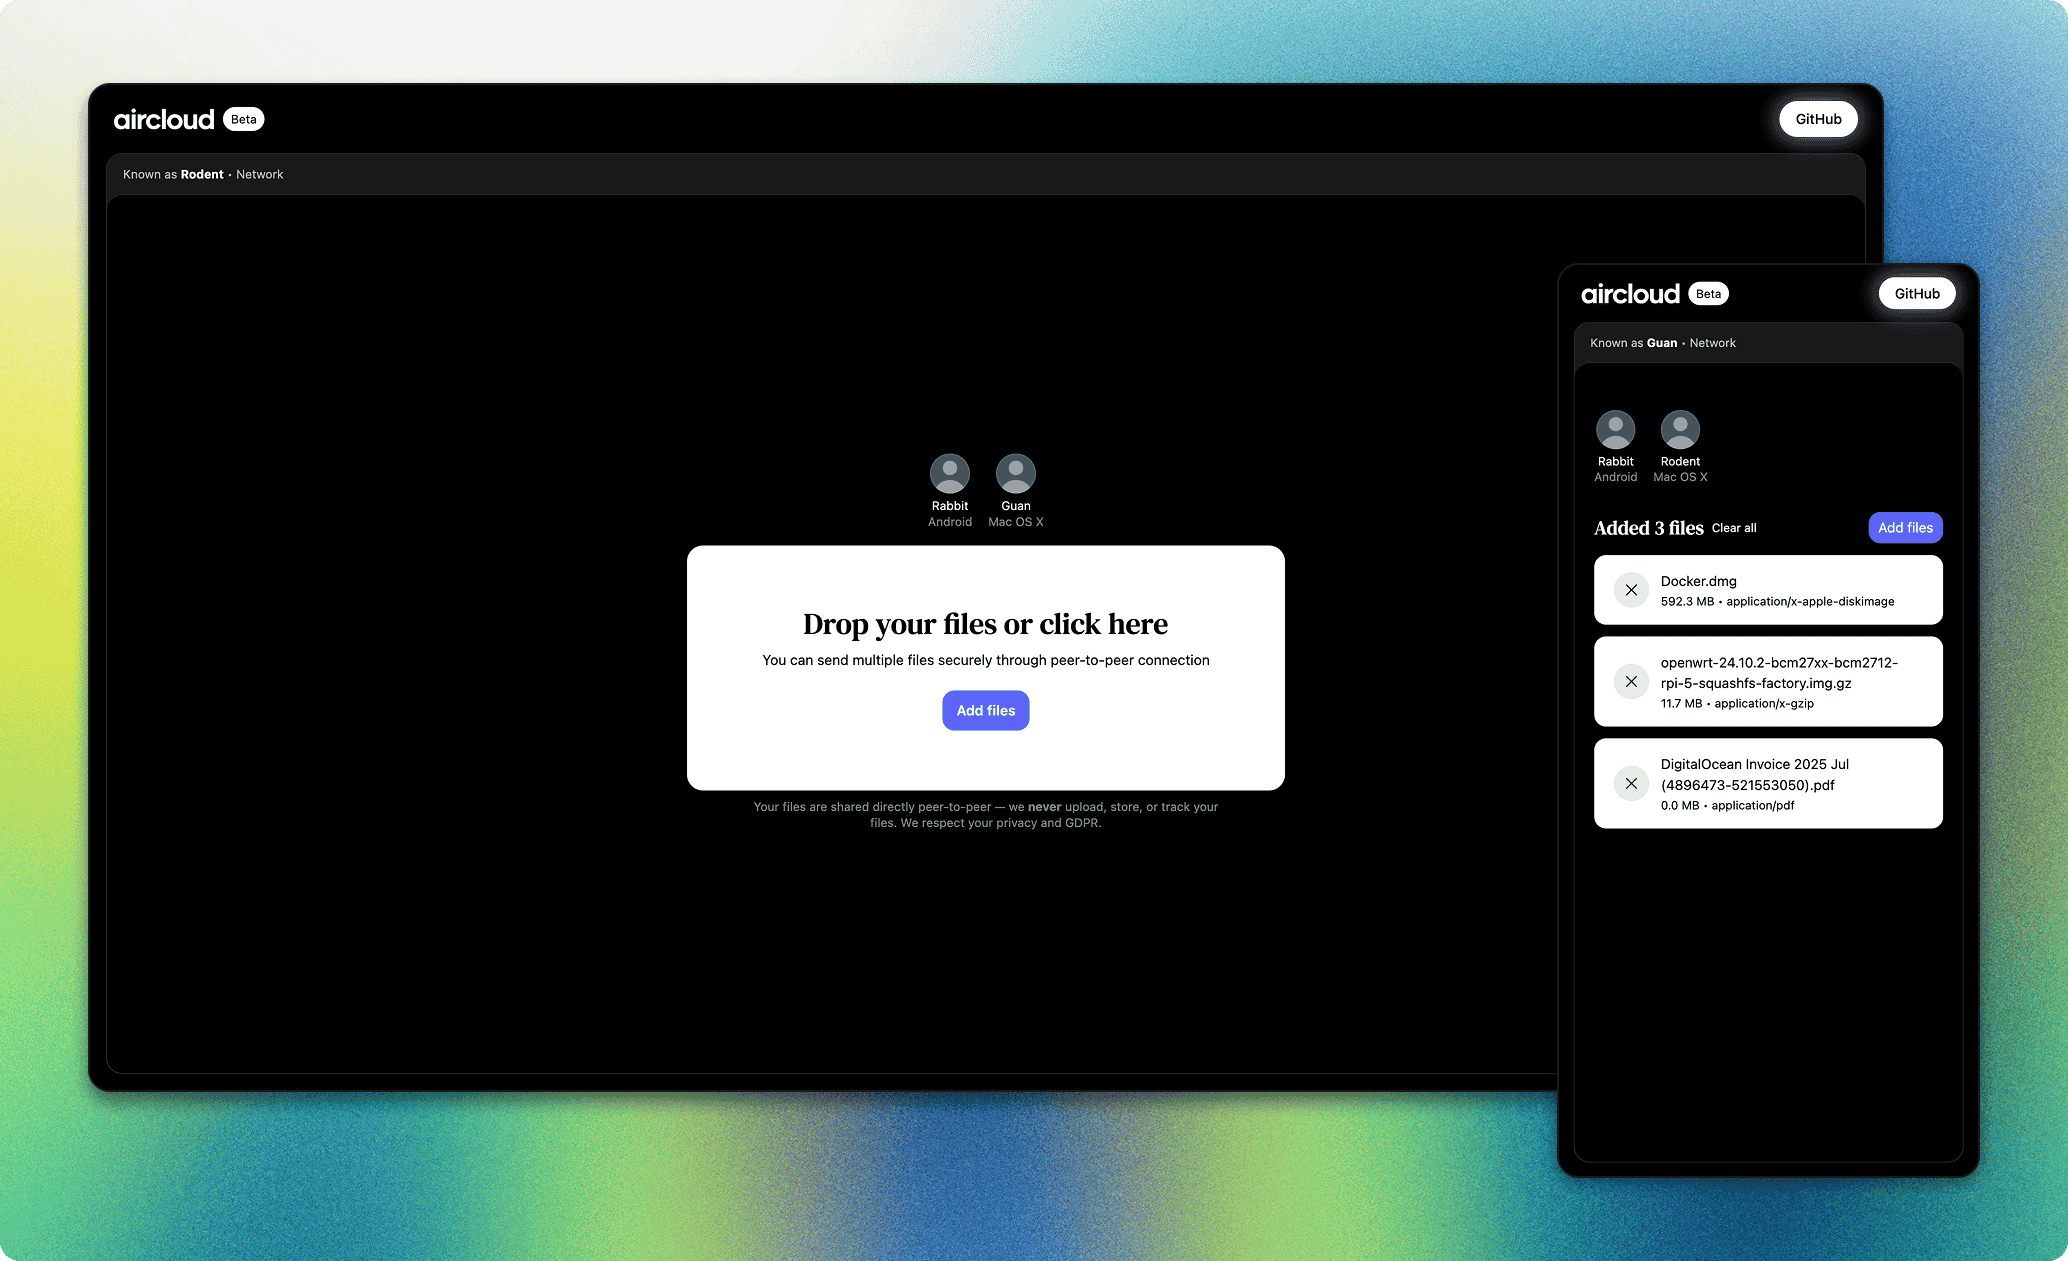 aircloud Beta
GitHub
Known as Rodent • Network
Rabbit
Android
Guan
Mac OS X
Drop your files or click here
You can send multiple files securely through peer-to-peer connection
Add files
Your files are shared directly peer-to-peer — we never upload, store, or track your
files. We respect your privacy and GDPR.
aircloud Beta
GitHub
Known as Guan • Network
Rabbit
Android
Rodent
Mac OS X
Added 3 files Clear all
Add files
Docker.dmg
592.3 MB • application/x-apple-diskimage
openwrt-24.10.2-bcm27xx-bcm2712-
rpi-5-squashfs-factory.img.gz
11.7 MB • application/x-gzip
DigitalOcean Invoice 2025 Jul
(4896473-521553050).pdf
0.0 MB • application/pdf